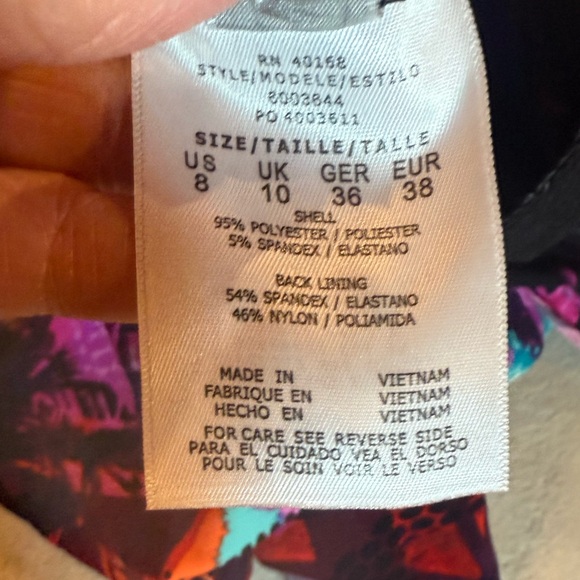 RN 40168
STYLE/MODELE/ESTILO
8003844
PO 4003611
SIZE/TAILLE/TALLE
US UK GER EUR
8 10 36 38
SHELL
95% POLYESTER / POLIESTER
5% SPANDEX / ELASTANO
BACK LINING
54% SPANDEX / ELASTANO
46% NYLON / POLIAMIDA
MADE IN VIETNAM
FABRIQUE EN VIETNAM
HECHO EN VIETNAM
FOR CARE SEE REVERSE SIDE
PARA EL CUIDADO VEA EL DORSO
POUR LE SOIN VOIR LE VERSO